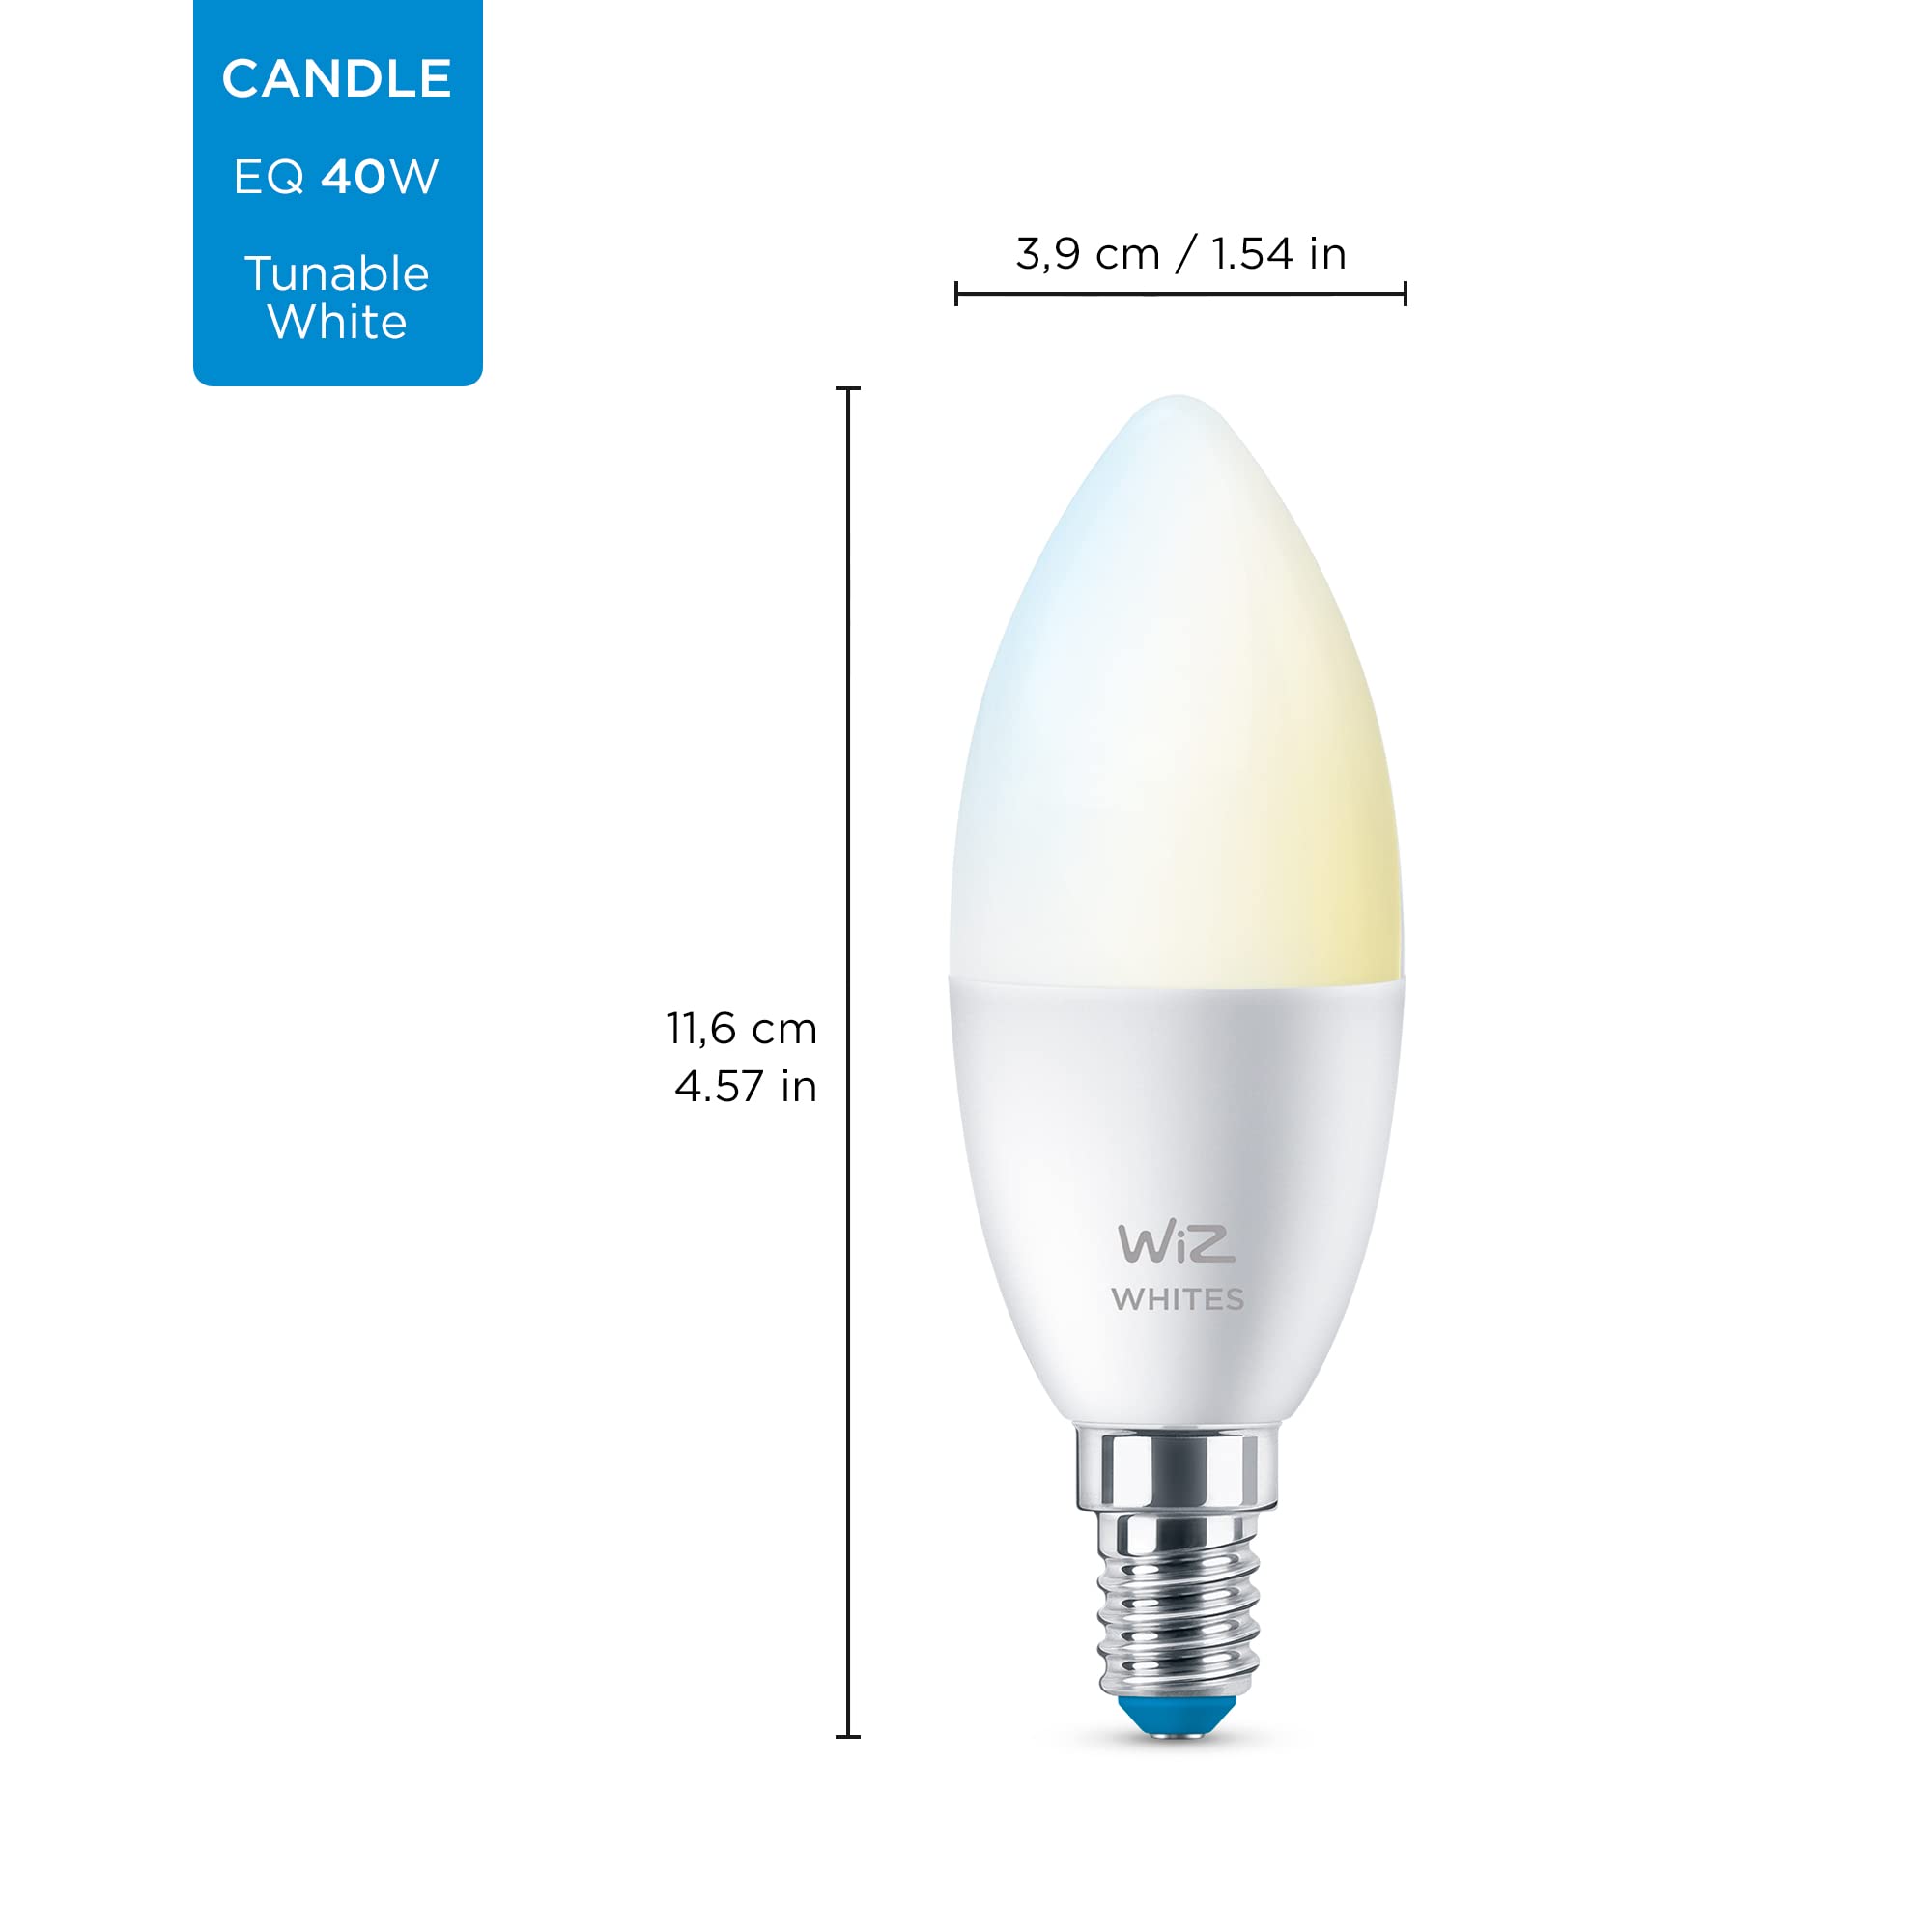 CANDLE
EQ 40W
Tunable
White
3,9 cm / 1.54 in
11,6 cm
4.57 in
WiZ
WHITES